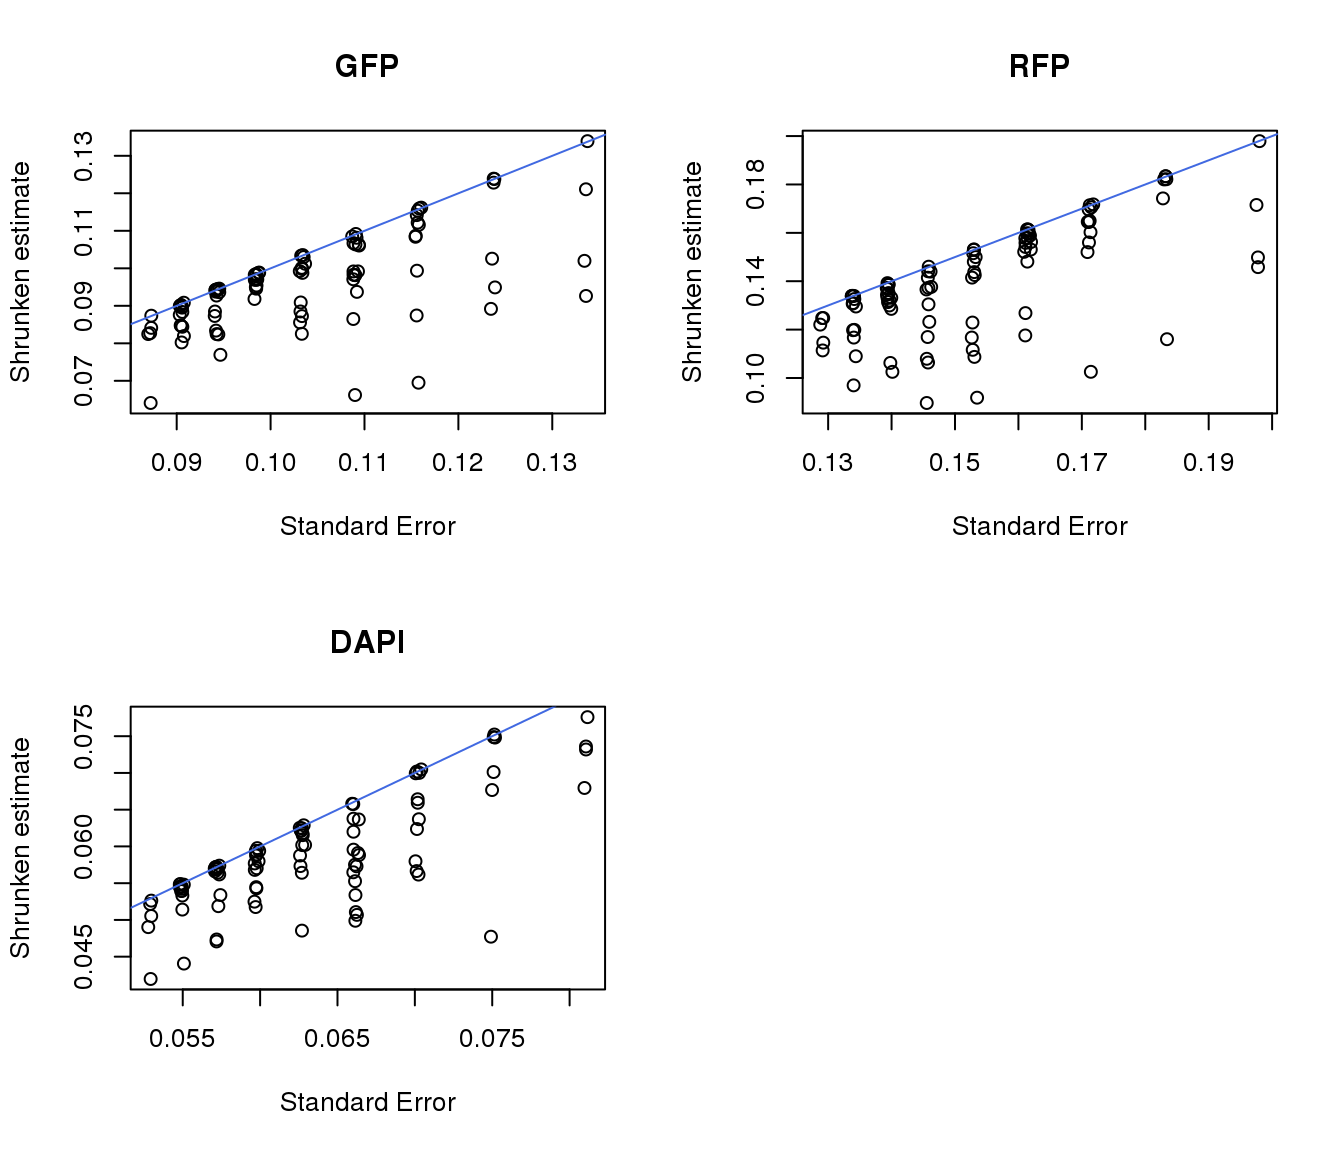 GFP
Shrunken estimate
0.13
0.11
0.09
0.07
0.09 0.10 0.11 0.12 0.13
Standard Error
RFP
Shrunken estimate
0.18
0.14
0.10
0.13 0.15 0.17 0.19
Standard Error
DAPI
Shrunken estimate
0.075
0.060
0.045
0.055 0.065 0.075
Standard Error